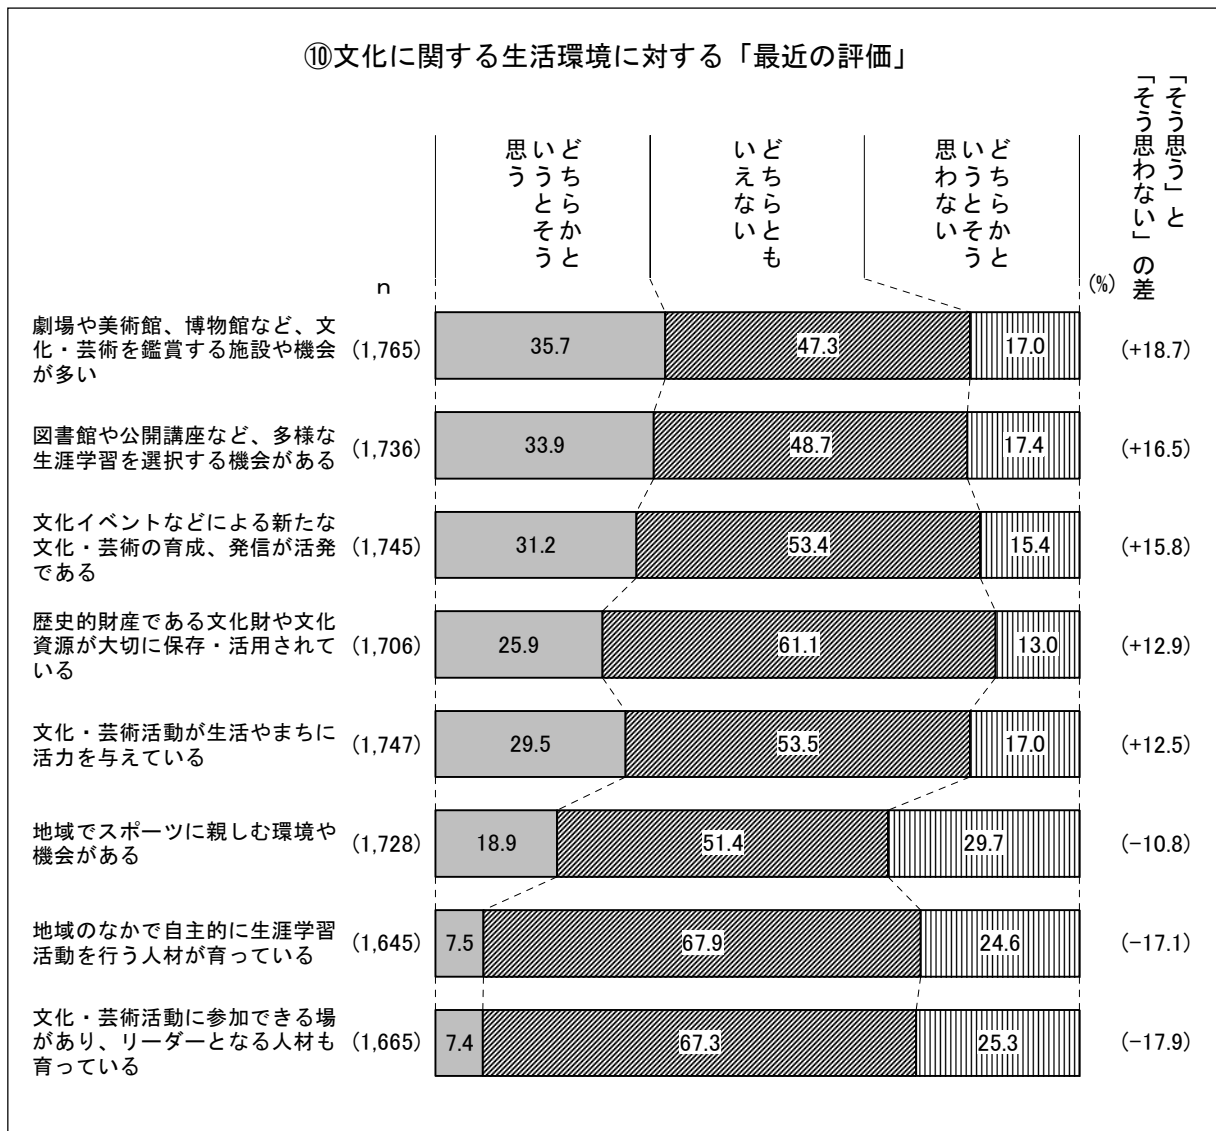 ⑩文化に関する生活環境に対する「最近の評価」
どちらかと
いうとそう
思う
どちらとも
いえない
どちらかと
いうとそう
思わない
「そう思う」と
「そう思わない」の差
n
(%)
劇場や美術館、博物館など、文
化・芸術を鑑賞する施設や機会
が多い
(1,765)
35.7
47.3
17.0
(+18.7)
図書館や公開講座など、多様な
生涯学習を選択する機会がある
(1,736)
33.9
48.7
17.4
(+16.5)
文化イベントなどによる新たな
文化・芸術の育成、発信が活発
である
(1,745)
31.2
53.4
15.4
(+15.8)
歴史的財産である文化財や文化
資源が大切に保存・活用されて
いる
(1,706)
25.9
61.1
13.0
(+12.9)
文化・芸術活動が生活やまちに
活力を与えている
(1,747)
29.5
53.5
17.0
(+12.5)
地域でスポーツに親しむ環境や
機会がある
(1,728)
18.9
51.4
29.7
(−10.8)
地域のなかで自主的に生涯学習
活動を行う人材が育っている
(1,645)
7.5
67.9
24.6
(−17.1)
文化・芸術活動に参加できる場
があり、リーダーとなる人材も
育っている
(1,665)
7.4
67.3
25.3
(−17.9)